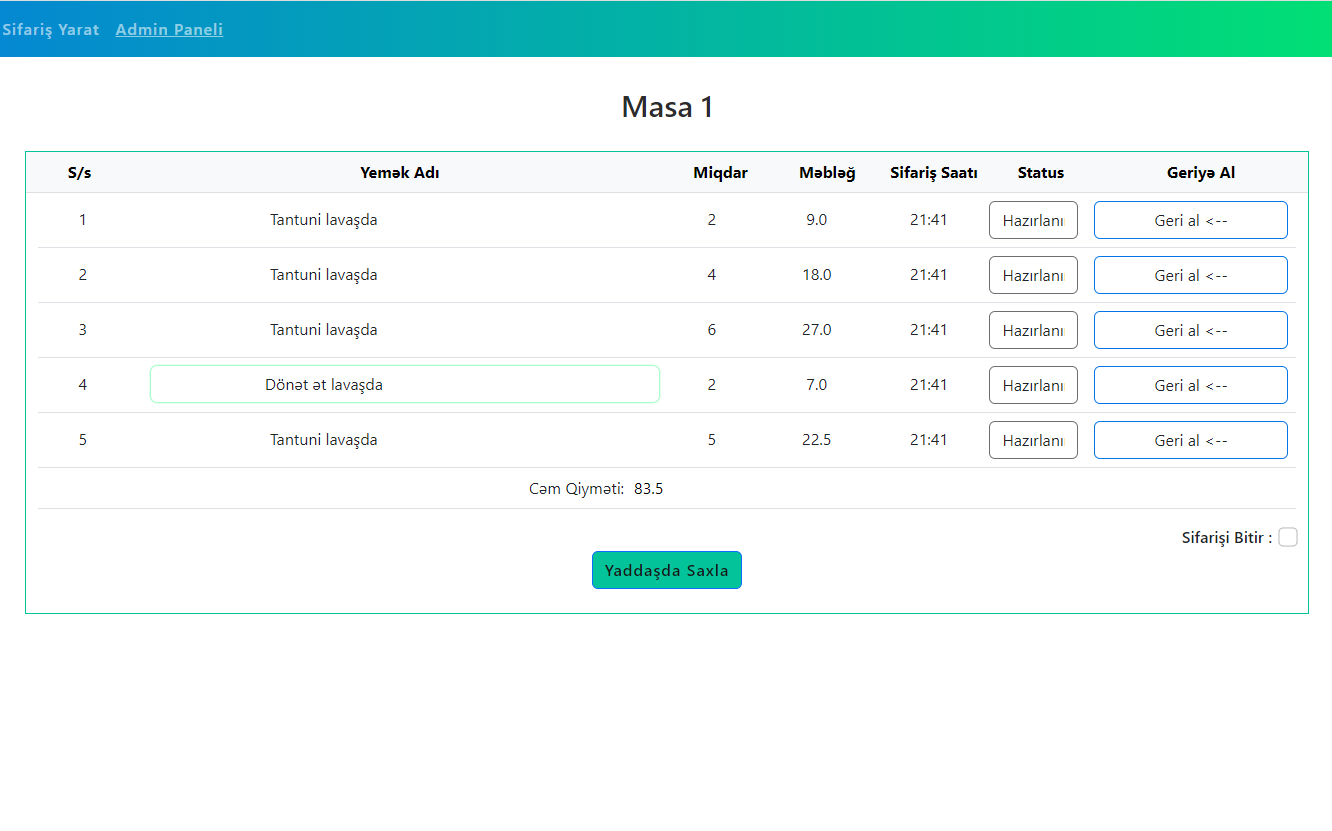 Sifariş Yarat Admin Paneli
Masa 1
S/s Yemək Adı Miqdar Məbləğ Sifariş Saatı Status Geriyə Al
1 Tantuni lavaşda 2 9.0 21:41 Hazırlanı Geri al <--
2 Tantuni lavaşda 4 18.0 21:41 Hazırlanı Geri al <--
3 Tantuni lavaşda 6 27.0 21:41 Hazırlanı Geri al <--
4 Dönət ət lavaşda 2 7.0 21:41 Hazırlanı Geri al <--
5 Tantuni lavaşda 5 22.5 21:41 Hazırlanı Geri al <--
Cəm Qiyməti: 83.5
Sifarişi Bitir :
Yaddaşda Saxla